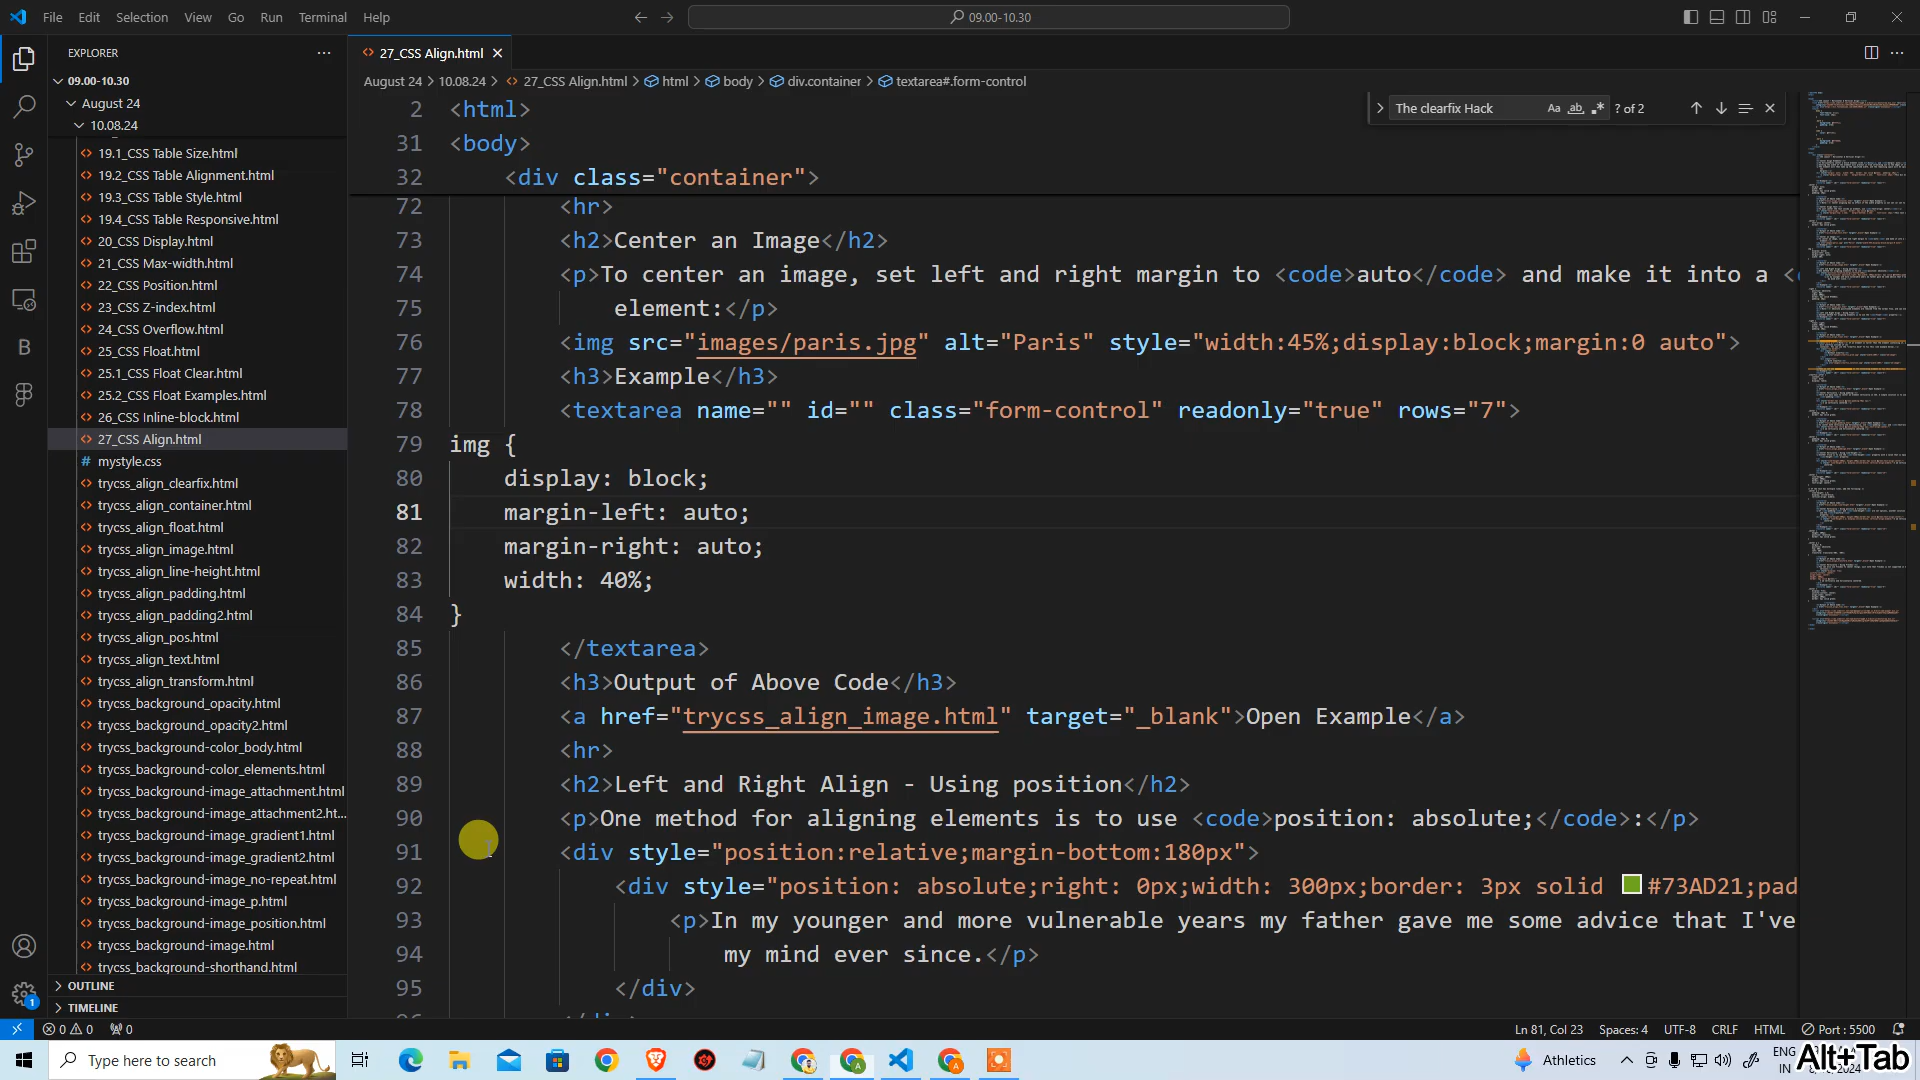 File Edit Selection View Go Run Terminal Help
09.00-10.30
EXPLORER
09.00-10.30
August 24
10.08.24
19.1_CSS Table Size.html
19.2_CSS Table Alignment.html
19.3_CSS Table Style.html
19.4_CSS Table Responsive.html
20_CSS Display.html
21_CSS Max-width.html
22_CSS Position.html
23_CSS Z-index.html
24_CSS Overflow.html
25_CSS Float.html
25.1_CSS Float Clear.html
25.2_CSS Float Examples.html
26_CSS Inline-block.html
27_CSS Align.html
mystyle.css
trycss_align_clearfix.html
trycss_align_container.html
trycss_align_float.html
trycss_align_image.html
trycss_align_line-height.html
trycss_align_padding.html
trycss_align_padding2.html
trycss_align_pos.html
trycss_align_text.html
trycss_align_transform.html
trycss_background_opacity.html
trycss_background_opacity2.html
trycss_background-color_body.html
trycss_background-color_elements.html
trycss_background-image_attachment.html
trycss_background-image_attachment2.ht...
trycss_background-image_gradient1.html
trycss_background-image_gradient2.html
trycss_background-image_no-repeat.html
trycss_background-image_p.html
trycss_background-image_position.html
trycss_background-image.html
trycss_background-shorthand.html
OUTLINE
TIMELINE
27_CSS Align.html
August 24 > 10.08.24 > 27_CSS Align.html > html > body > div.container > textarea#.form-control
The clearfix Hack Aa ab .* ? of 2
2 <html>
31 <body>
32 <div class="container">
72 <hr>
73 <h2>Center an Image</h2>
74 <p>To center an image, set left and right margin to <code>auto</code> and make it into a <
75 element:</p>
76 <img src="images/paris.jpg" alt="Paris" style="width:45%;display:block;margin:0 auto">
77 <h3>Example</h3>
78 <textarea name="" id="" class="form-control" readonly="true" rows="7">
79 img {
80 display: block;
81 margin-left: auto;
82 margin-right: auto;
83 width: 40%;
84 }
85 </textarea>
86 <h3>Output of Above Code</h3>
87 <a href="trycss_align_image.html" target="_blank">Open Example</a>
88 <hr>
89 <h2>Left and Right Align - Using position</h2>
90 <p>One method for aligning elements is to use <code>position: absolute;</code>:</p>
91 <div style="position:relative;margin-bottom:180px">
92 <div style="position: absolute;right: 0px;width: 300px;border: 3px solid #73AD21;pad
93 <p>In my younger and more vulnerable years my father gave me some advice that I've
94 my mind ever since.</p>
95 </div>
0 0 0
Ln 81, Col 23 Spaces: 4 UTF-8 CRLF HTML Port : 5500
Type here to search
Athletics
ENG
IN
Alt+Tab